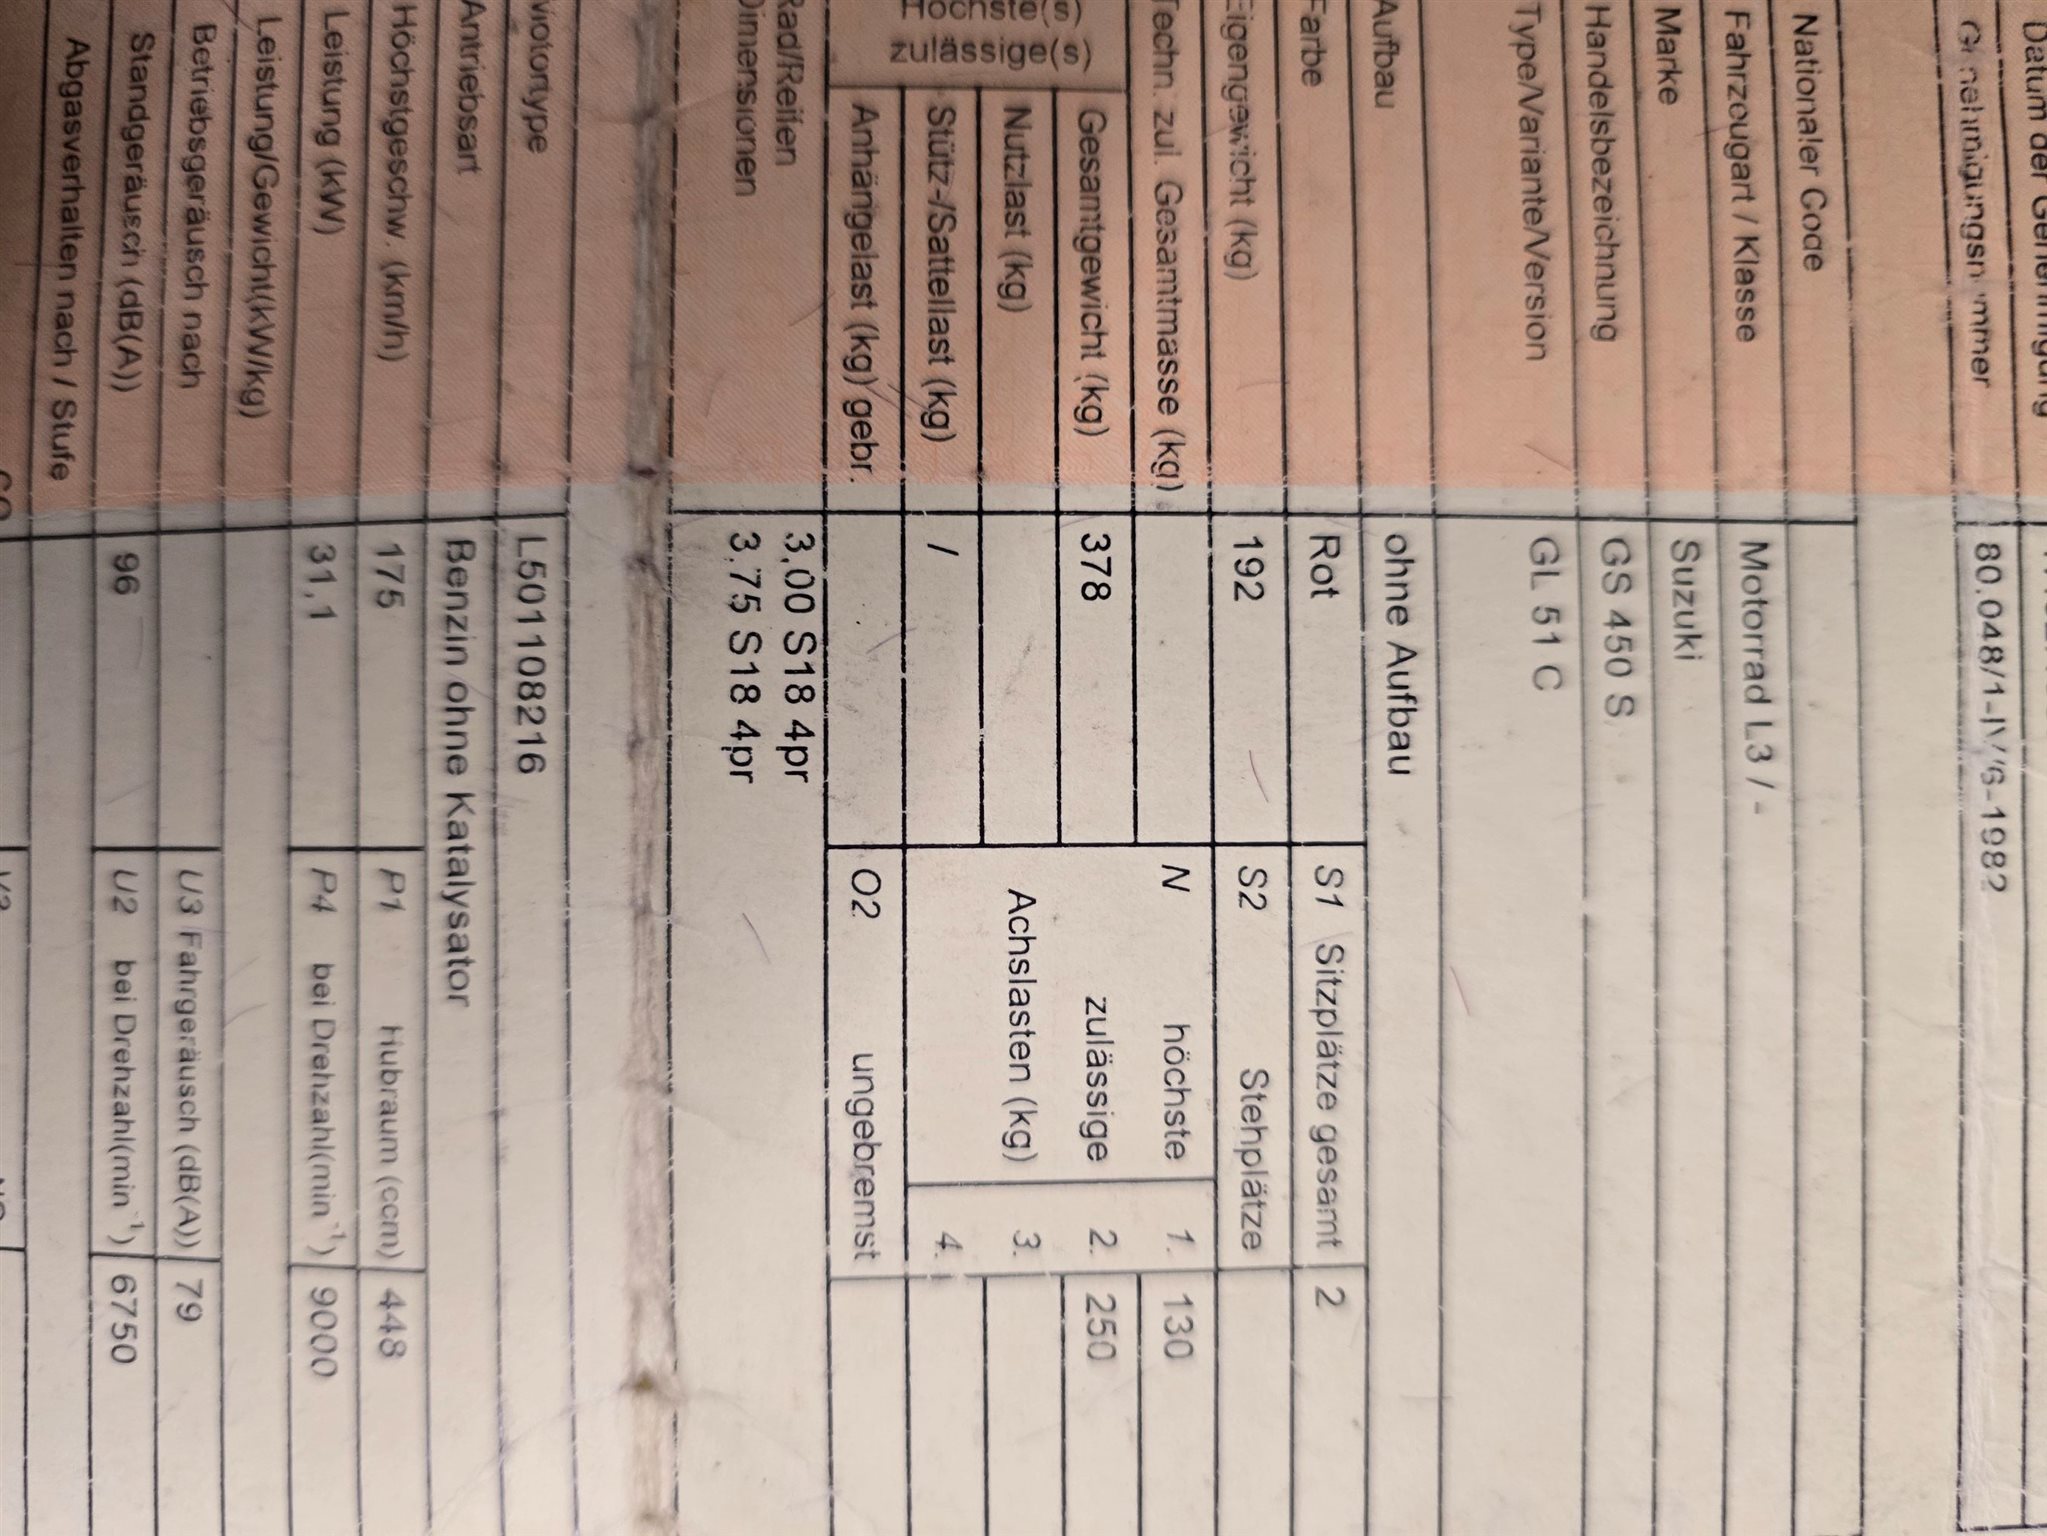 Datum der Genehmigung
Genehmigungsnummer 80.048/1-IV/6-1982
Nationaler Code
Fahrzeugart / Klasse Motorrad L3 / -
Marke Suzuki
Handelsbezeichnung GS 450 S
Type/Variante/Version GL 51 C
Aufbau ohne Aufbau
Farbe Rot S1 Sitzplätze gesamt 2
Eigengewicht (kg) 192 S2 Stehplätze
Techn. zul. Gesamtmasse (kg) N höchste 1. 130
Höchste(s)
zulässige(s)
Gesamtgewicht (kg) 378 zulässige 2. 250
Nutzlast (kg) Achslasten (kg) 3.
Stütz-/Sattellast (kg) / 4.
Anhängelast (kg) gebr. O2 ungebremst
Rad/Reifen 3,00 S18 4pr
Dimensionen 3,75 S18 4pr
Motortype L501108216
Antriebsart Benzin ohne Katalysator
Höchstgeschw. (km/h) 175 P1 Hubraum (ccm) 448
Leistung (kW) 31,1 P4 bei Drehzahl(min⁻¹) 9000
Leistung/Gewicht(kW/kg)
Betriebsgeräusch nach U3 Fahrgeräusch (dB(A)) 79
Standgeräusch (dB(A)) 96 U2 bei Drehzahl(min⁻¹) 6750
Abgasverhalten nach / Stufe